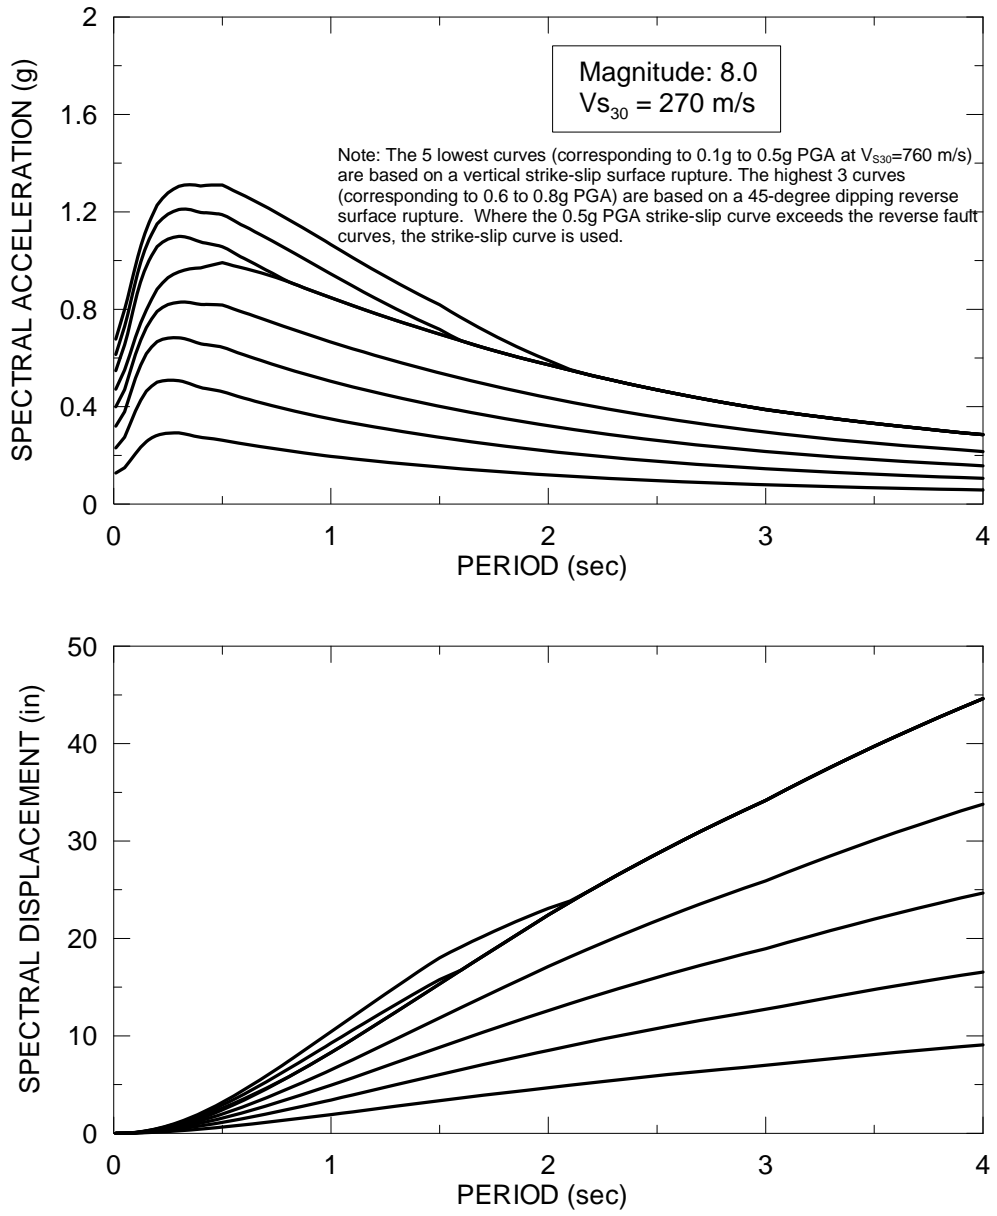 2
1.6
1.2
0.8
0.4
0
SPECTRAL ACCELERATION (g)
Magnitude: 8.0
Vs30 = 270 m/s
Note: The 5 lowest curves (corresponding to 0.1g to 0.5g PGA at VS30=760 m/s)
are based on a vertical strike-slip surface rupture. The highest 3 curves
(corresponding to 0.6 to 0.8g PGA) are based on a 45-degree dipping reverse
surface rupture. Where the 0.5g PGA strike-slip curve exceeds the reverse fault
curves, the strike-slip curve is used.
0 1 2 3 4
PERIOD (sec)
50
40
30
20
10
0
SPECTRAL DISPLACEMENT (in)
0 1 2 3 4
PERIOD (sec)